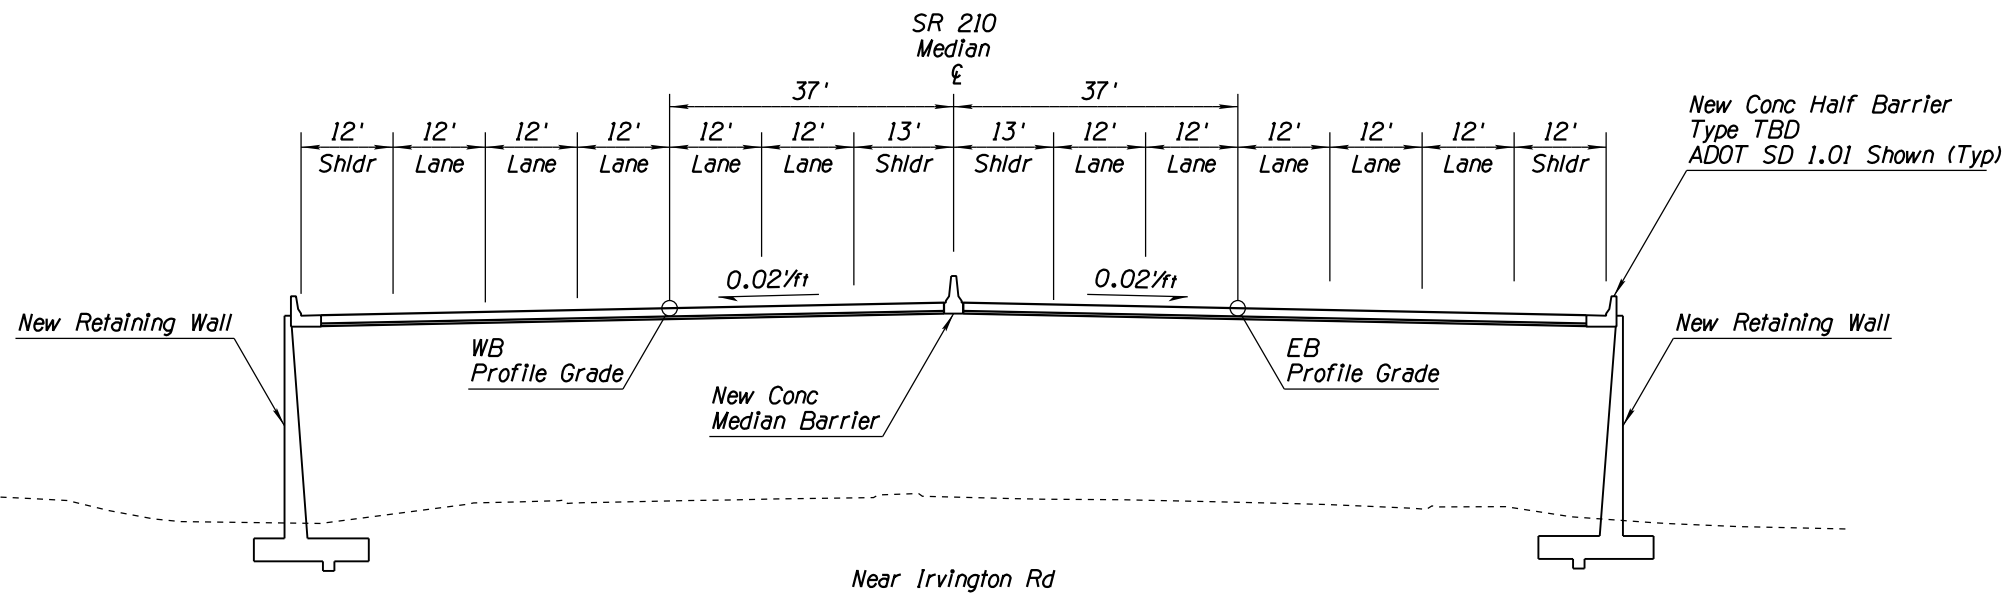 SR 210
Median
℄
37' 37'
New Conc Half Barrier
Type TBD
ADOT SD 1.01 Shown (Typ)
12' 12' 12' 12' 12' 12' 13' 13' 12' 12' 12' 12' 12' 12'
Shldr Lane Lane Lane Lane Lane Shldr Shldr Lane Lane Lane Lane Lane Shldr
0.02'/ft 0.02'/ft
New Retaining Wall
New Retaining Wall
WB
Profile Grade
EB
Profile Grade
New Conc
Median Barrier
Near Irvington Rd